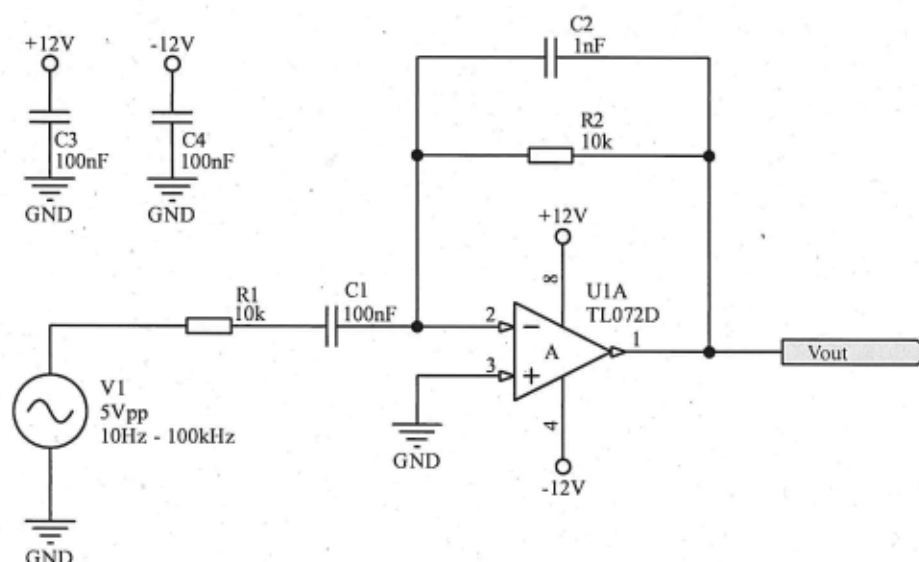 +12V
-12V
C3
100nF
C4
100nF
GND
GND
C2
1nF
R2
10k
+12V
8
U1A
TL072D
R1
10k
C1
100nF
2
-
A
1
3
+
Vout
4
-12V
GND
V1
5Vpp
10Hz - 100kHz
GND